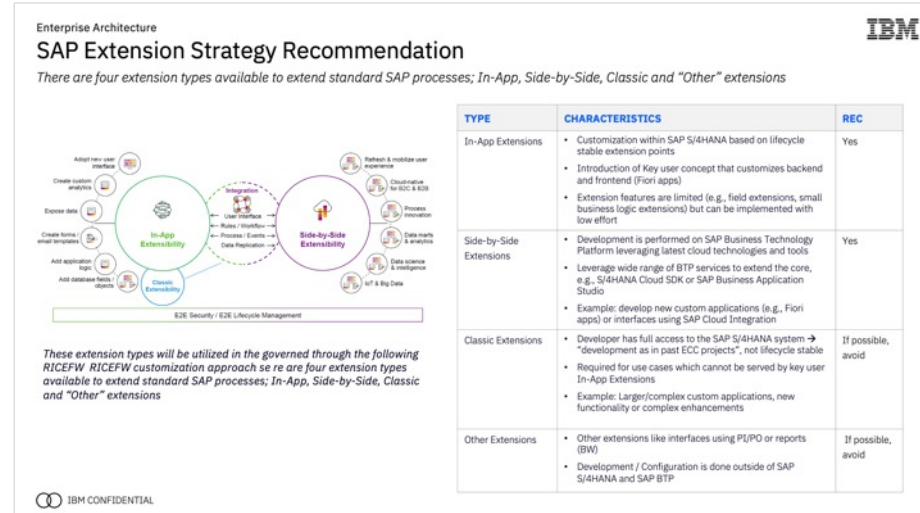 Enterprise Architecture
IBM
SAP Extension Strategy Recommendation
There are four extension types available to extend standard SAP processes; In-App, Side-by-Side, Classic and “Other” extensions
Adopt new user
interface
Create custom
analytics
Expose data
Create forms /
email templates
Add application
logic
Add database fields /
objects
In-App
Extensibility
Classic
Extensibility
Integration
User Interface
Rules / Workflow
Process / Events
Data Replication
Side-by-Side
Extensibility
Refresh & mobilize user
experience
Cloud-native
for B2C & B2B
Process
innovation
Data marts
& analytics
Data science
& intelligence
IoT & Big Data
E2E Security / E2E Lifecycle Management
These extension types will be utilized in the governed through the following
RICEFW RICEFW customization approach se re are four extension types
available to extend standard SAP processes; In-App, Side-by-Side, Classic
and “Other” extensions
TYPE CHARACTERISTICS REC
In-App Extensions
• Customization within SAP S/4HANA based on lifecycle
stable extension points
• Introduction of Key user concept that customizes backend
and frontend (Fiori apps)
• Extension features are limited (e.g., field extensions, small
business logic extensions) but can be implemented with
low effort
Yes
Side-by-Side
Extensions
• Development is performed on SAP Business Technology
Platform leveraging latest cloud technologies and tools
• Leverage wide range of BTP services to extend the core,
e.g., S/4HANA Cloud SDK or SAP Business Application
Studio
• Example: develop new custom applications (e.g., Fiori
apps) or interfaces using SAP Cloud Integration
Yes
Classic Extensions
• Developer has full access to the SAP S/4HANA system →
“development as in past ECC projects”, not lifecycle stable
• Required for use cases which cannot be served by key user
In-App Extensions
• Example: Larger/complex custom applications, new
functionality or complex enhancements
If possible,
avoid
Other Extensions
• Other extensions like interfaces using PI/PO or reports
(BW)
• Development / Configuration is done outside of SAP
S/4HANA and SAP BTP
If possible,
avoid
IBM CONFIDENTIAL